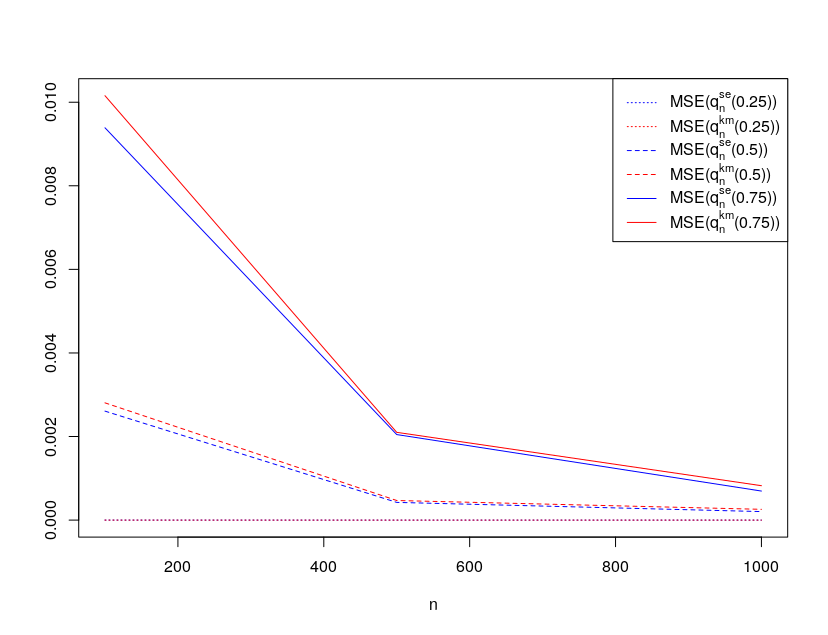 MSE(q_n^se(0.25))
MSE(q_n^km(0.25))
MSE(q_n^se(0.5))
MSE(q_n^km(0.5))
MSE(q_n^se(0.75))
MSE(q_n^km(0.75))
0.010
0.008
0.006
0.004
0.002
0.000
200 400 600 800 1000
n